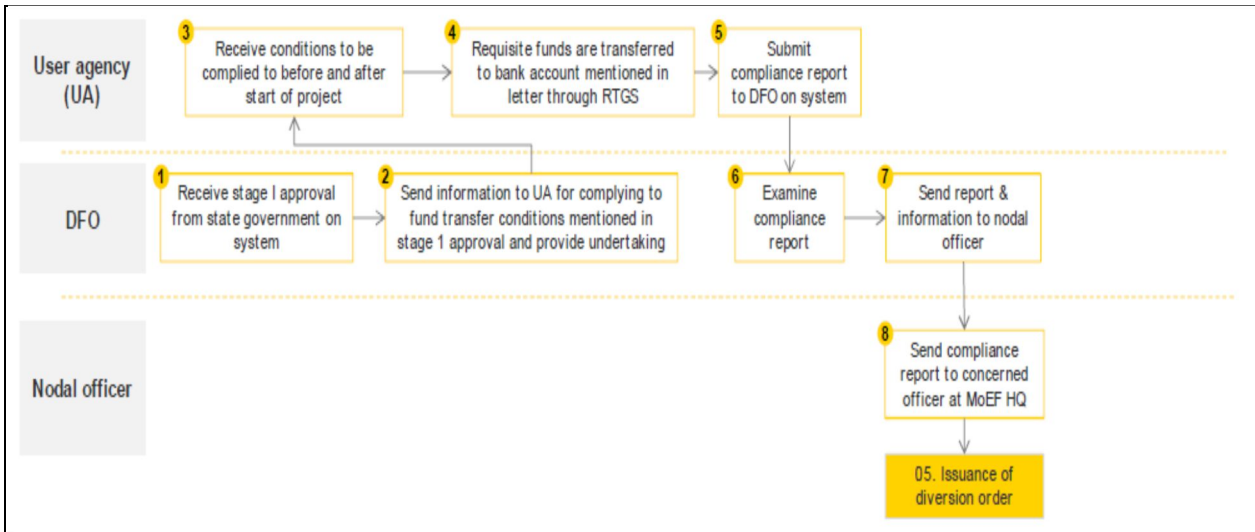 User agency
(UA)
3
Receive conditions to be
complied to before and after
start of project
4
Requisite funds are transferred
to bank account mentioned in
letter through RTGS
5
Submit
compliance report
to DFO on system
DFO
1
Receive stage I approval
from state government on
system
2
Send information to UA for complying to
fund transfer conditions mentioned in
stage 1 approval and provide undertaking
6
Examine
compliance
report
7
Send report &
information to nodal
officer
Nodal officer
8
Send compliance
report to concerned
officer at MoEF HQ
05. Issuance of
diversion order